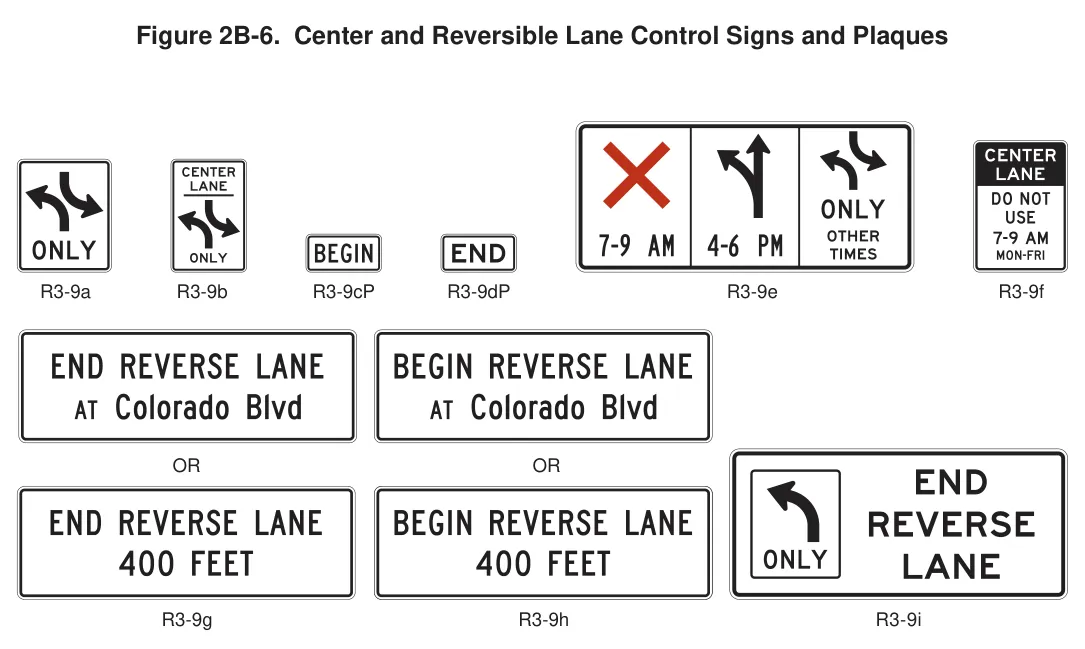 Figure 2B-6. Center and Reversible Lane Control Signs and Plaques
ONLY
R3-9a
CENTER
LANE
ONLY
R3-9b
BEGIN
R3-9cP
END
R3-9dP
7-9 AM
4-6 PM
ONLY
OTHER
TIMES
R3-9e
CENTER
LANE
DO NOT
USE
7-9 AM
MON-FRI
R3-9f
END REVERSE LANE
AT Colorado Blvd
OR
END REVERSE LANE
400 FEET
R3-9g
BEGIN REVERSE LANE
AT Colorado Blvd
OR
BEGIN REVERSE LANE
400 FEET
R3-9h
ONLY
END
REVERSE
LANE
R3-9i